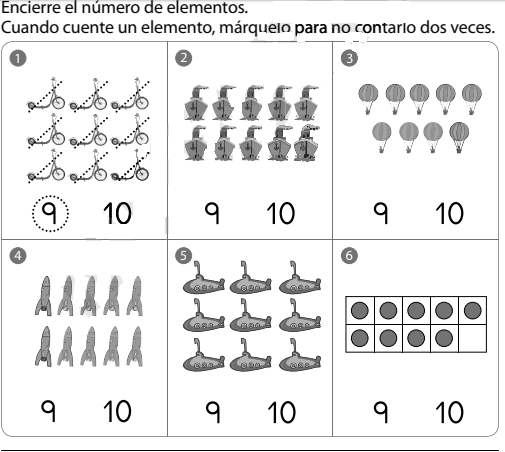 Encierre el número de elementos.
Cuando cuente un elemento, márquelo para no contarlo dos veces.
1 2 3
9 10 9 10 9 10
4 5 6
9 10 9 10 9 10